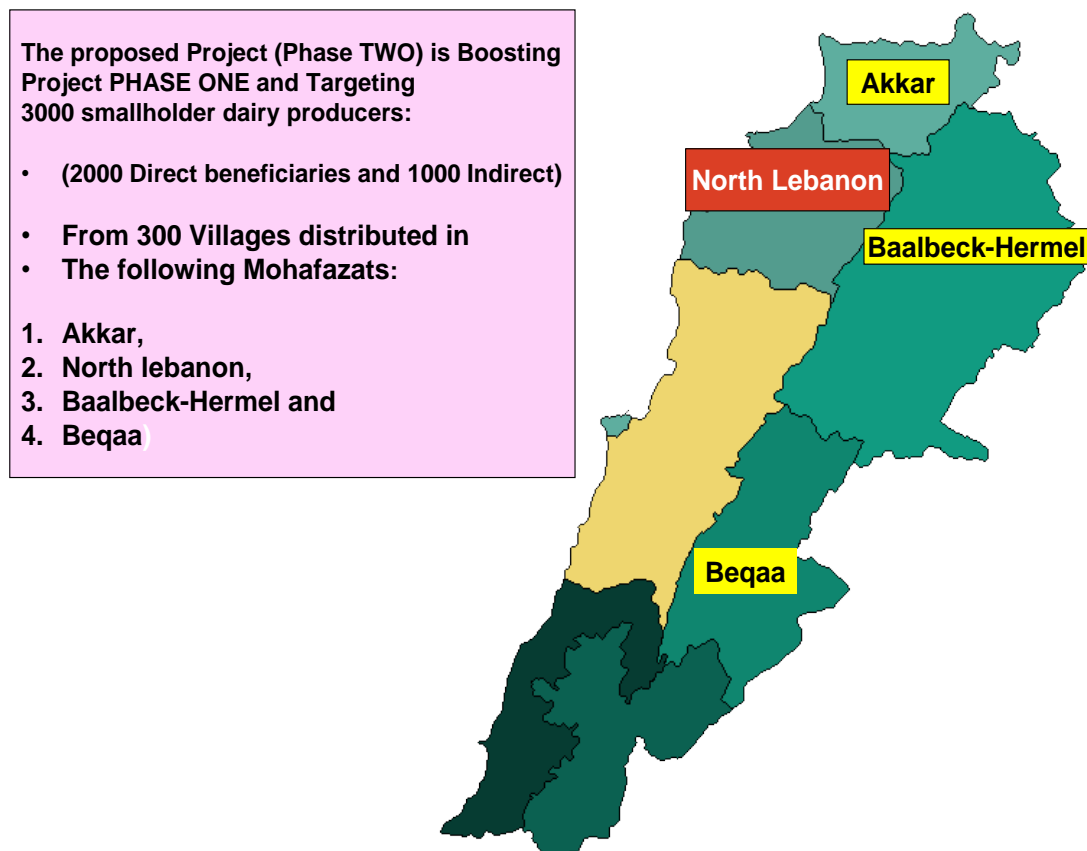 The proposed Project (Phase TWO) is Boosting
Project PHASE ONE and Targeting
3000 smallholder dairy producers:
• (2000 Direct beneficiaries and 1000 Indirect)
• From 300 Villages distributed in
• The following Mohafazats:
1. Akkar,
2. North lebanon,
3. Baalbeck-Hermel and
4. Beqaa)
Akkar
North Lebanon
Baalbeck-Hermel
Beqaa